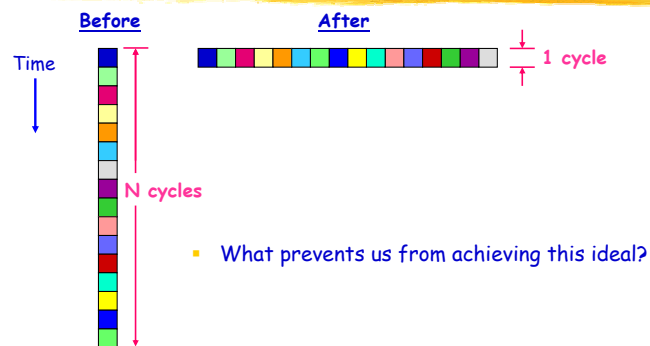 Before
After
Time
1 cycle
N cycles
What prevents us from achieving this ideal?